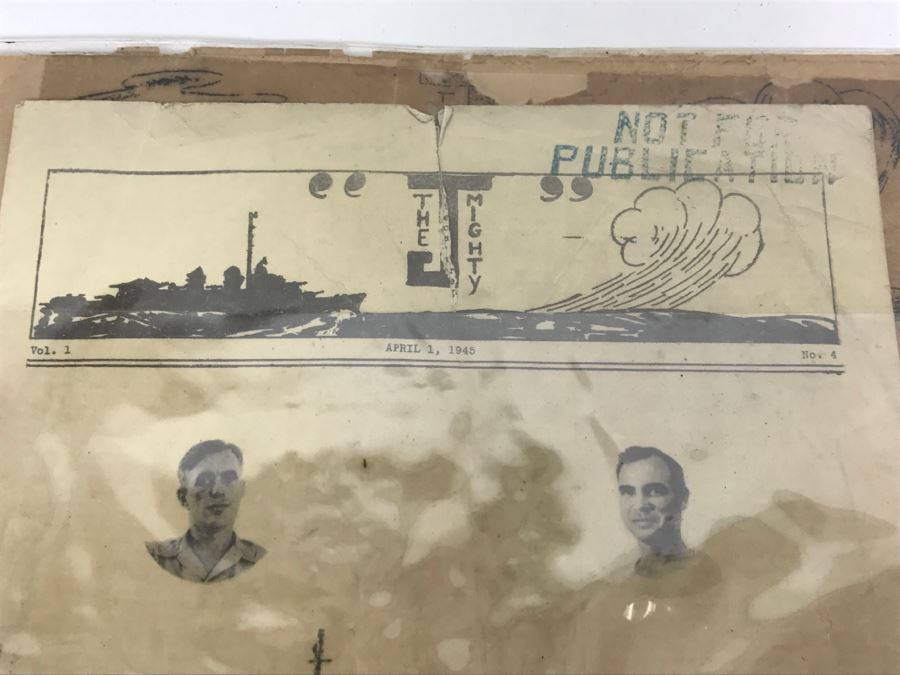 NOT FOR
PUBLICATION
“ THE J MIGHTY ”
Vol. 1 APRIL 1, 1945 No. 4